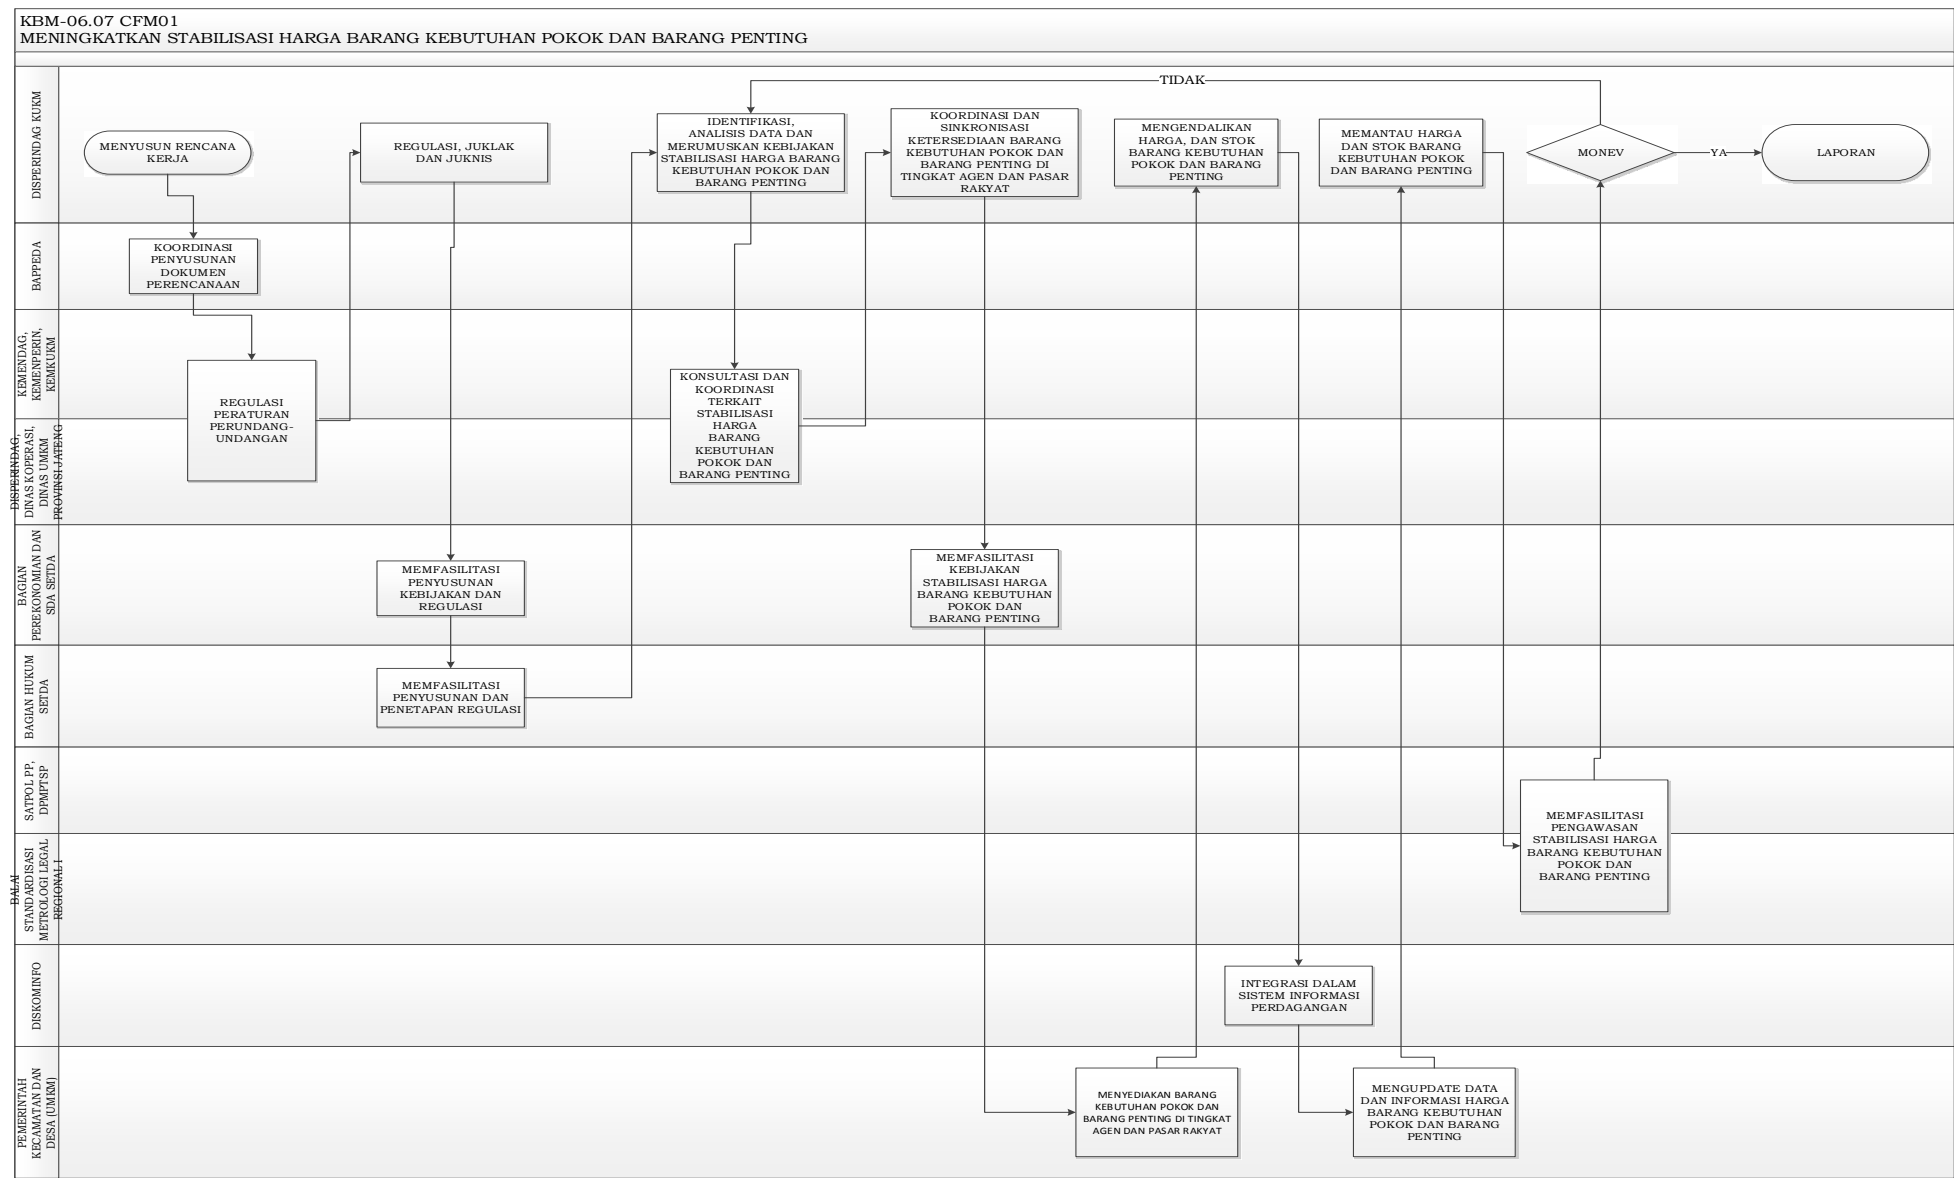 KBM-06.07 CFM01
MENINGKATKAN STABILISASI HARGA BARANG KEBUTUHAN POKOK DAN BARANG PENTING
DISPERINDAG KUKM
MENYUSUN RENCANA
KERJA
REGULASI, JUKLAK
DAN JUKNIS
IDENTIFIKASI,
ANALISIS DATA DAN
MERUMUSKAN KEBIJAKAN
STABILISASI HARGA BARANG
KEBUTUHAN POKOK DAN
BARANG PENTING
KOORDINASI DAN
SINKRONISASI
KETERSEDIAAN BARANG
KEBUTUHAN POKOK DAN
BARANG PENTING DI
TINGKAT AGEN DAN PASAR
RAKYAT
MENGENDALIKAN
HARGA, DAN STOK
BARANG KEBUTUHAN
POKOK DAN BARANG
PENTING
MEMANTAU HARGA
DAN STOK BARANG
KEBUTUHAN POKOK
DAN BARANG PENTING
TIDAK
MONEV
YA
LAPORAN
BAPPEDA
KOORDINASI
PENYUSUNAN
DOKUMEN
PERENCANAAN
KEMENDAG,
KEMENPERIN,
KEMKUKM
REGULASI
PERATURAN
PERUNDANG-
UNDANGAN
KONSULTASI DAN
KOORDINASI
TERKAIT
STABILISASI
HARGA
BARANG
KEBUTUHAN
POKOK DAN
BARANG PENTING
DISPERINDAG,
DINAS KOPERASI,
DINAS UMKM
PROVINSI JATENG
BAGIAN
PEREKONOMIAN DAN
SDA SETDA
MEMFASILITASI
PENYUSUNAN
KEBIJAKAN DAN
REGULASI
MEMFASILITASI
KEBIJAKAN
STABILISASI HARGA
BARANG KEBUTUHAN
POKOK DAN
BARANG PENTING
BAGIAN HUKUM
SETDA
MEMFASILITASI
PENYUSUNAN DAN
PENETAPAN REGULASI
SATPOL PP,
DPMPTSP
MEMFASILITASI
PENGAWASAN
STABILISASI HARGA
BARANG KEBUTUHAN
POKOK DAN
BARANG PENTING
BALAI
STANDARDISASI
METROLOGI LEGAL
REGIONAL I
DISKOMINFO
INTEGRASI DALAM
SISTEM INFORMASI
PERDAGANGAN
PEMERINTAH
KECAMATAN DAN
DESA (UMKM)
MENYEDIAKAN BARANG
KEBUTUHAN POKOK DAN
BARANG PENTING DI TINGKAT
AGEN DAN PASAR RAKYAT
MENGUPDATE DATA
DAN INFORMASI HARGA
BARANG KEBUTUHAN
POKOK DAN BARANG
PENTING